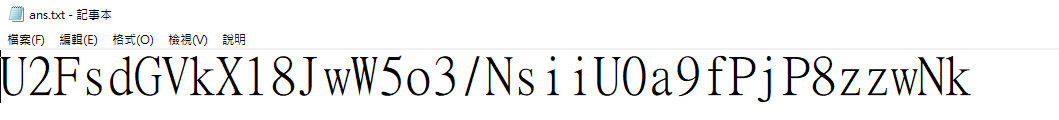 ans.txt - 記事本
檔案(F) 編輯(E) 格式(O) 檢視(V) 說明
U2FsdGVkX18JwW5o3/NsiiU0a9fPjP8zzwNk